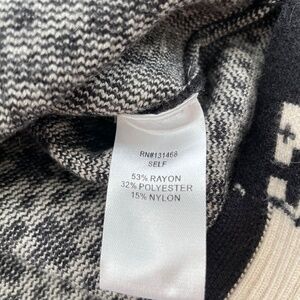 RN#131468
SELF
53% RAYON
32% POLYESTER
15% NYLON